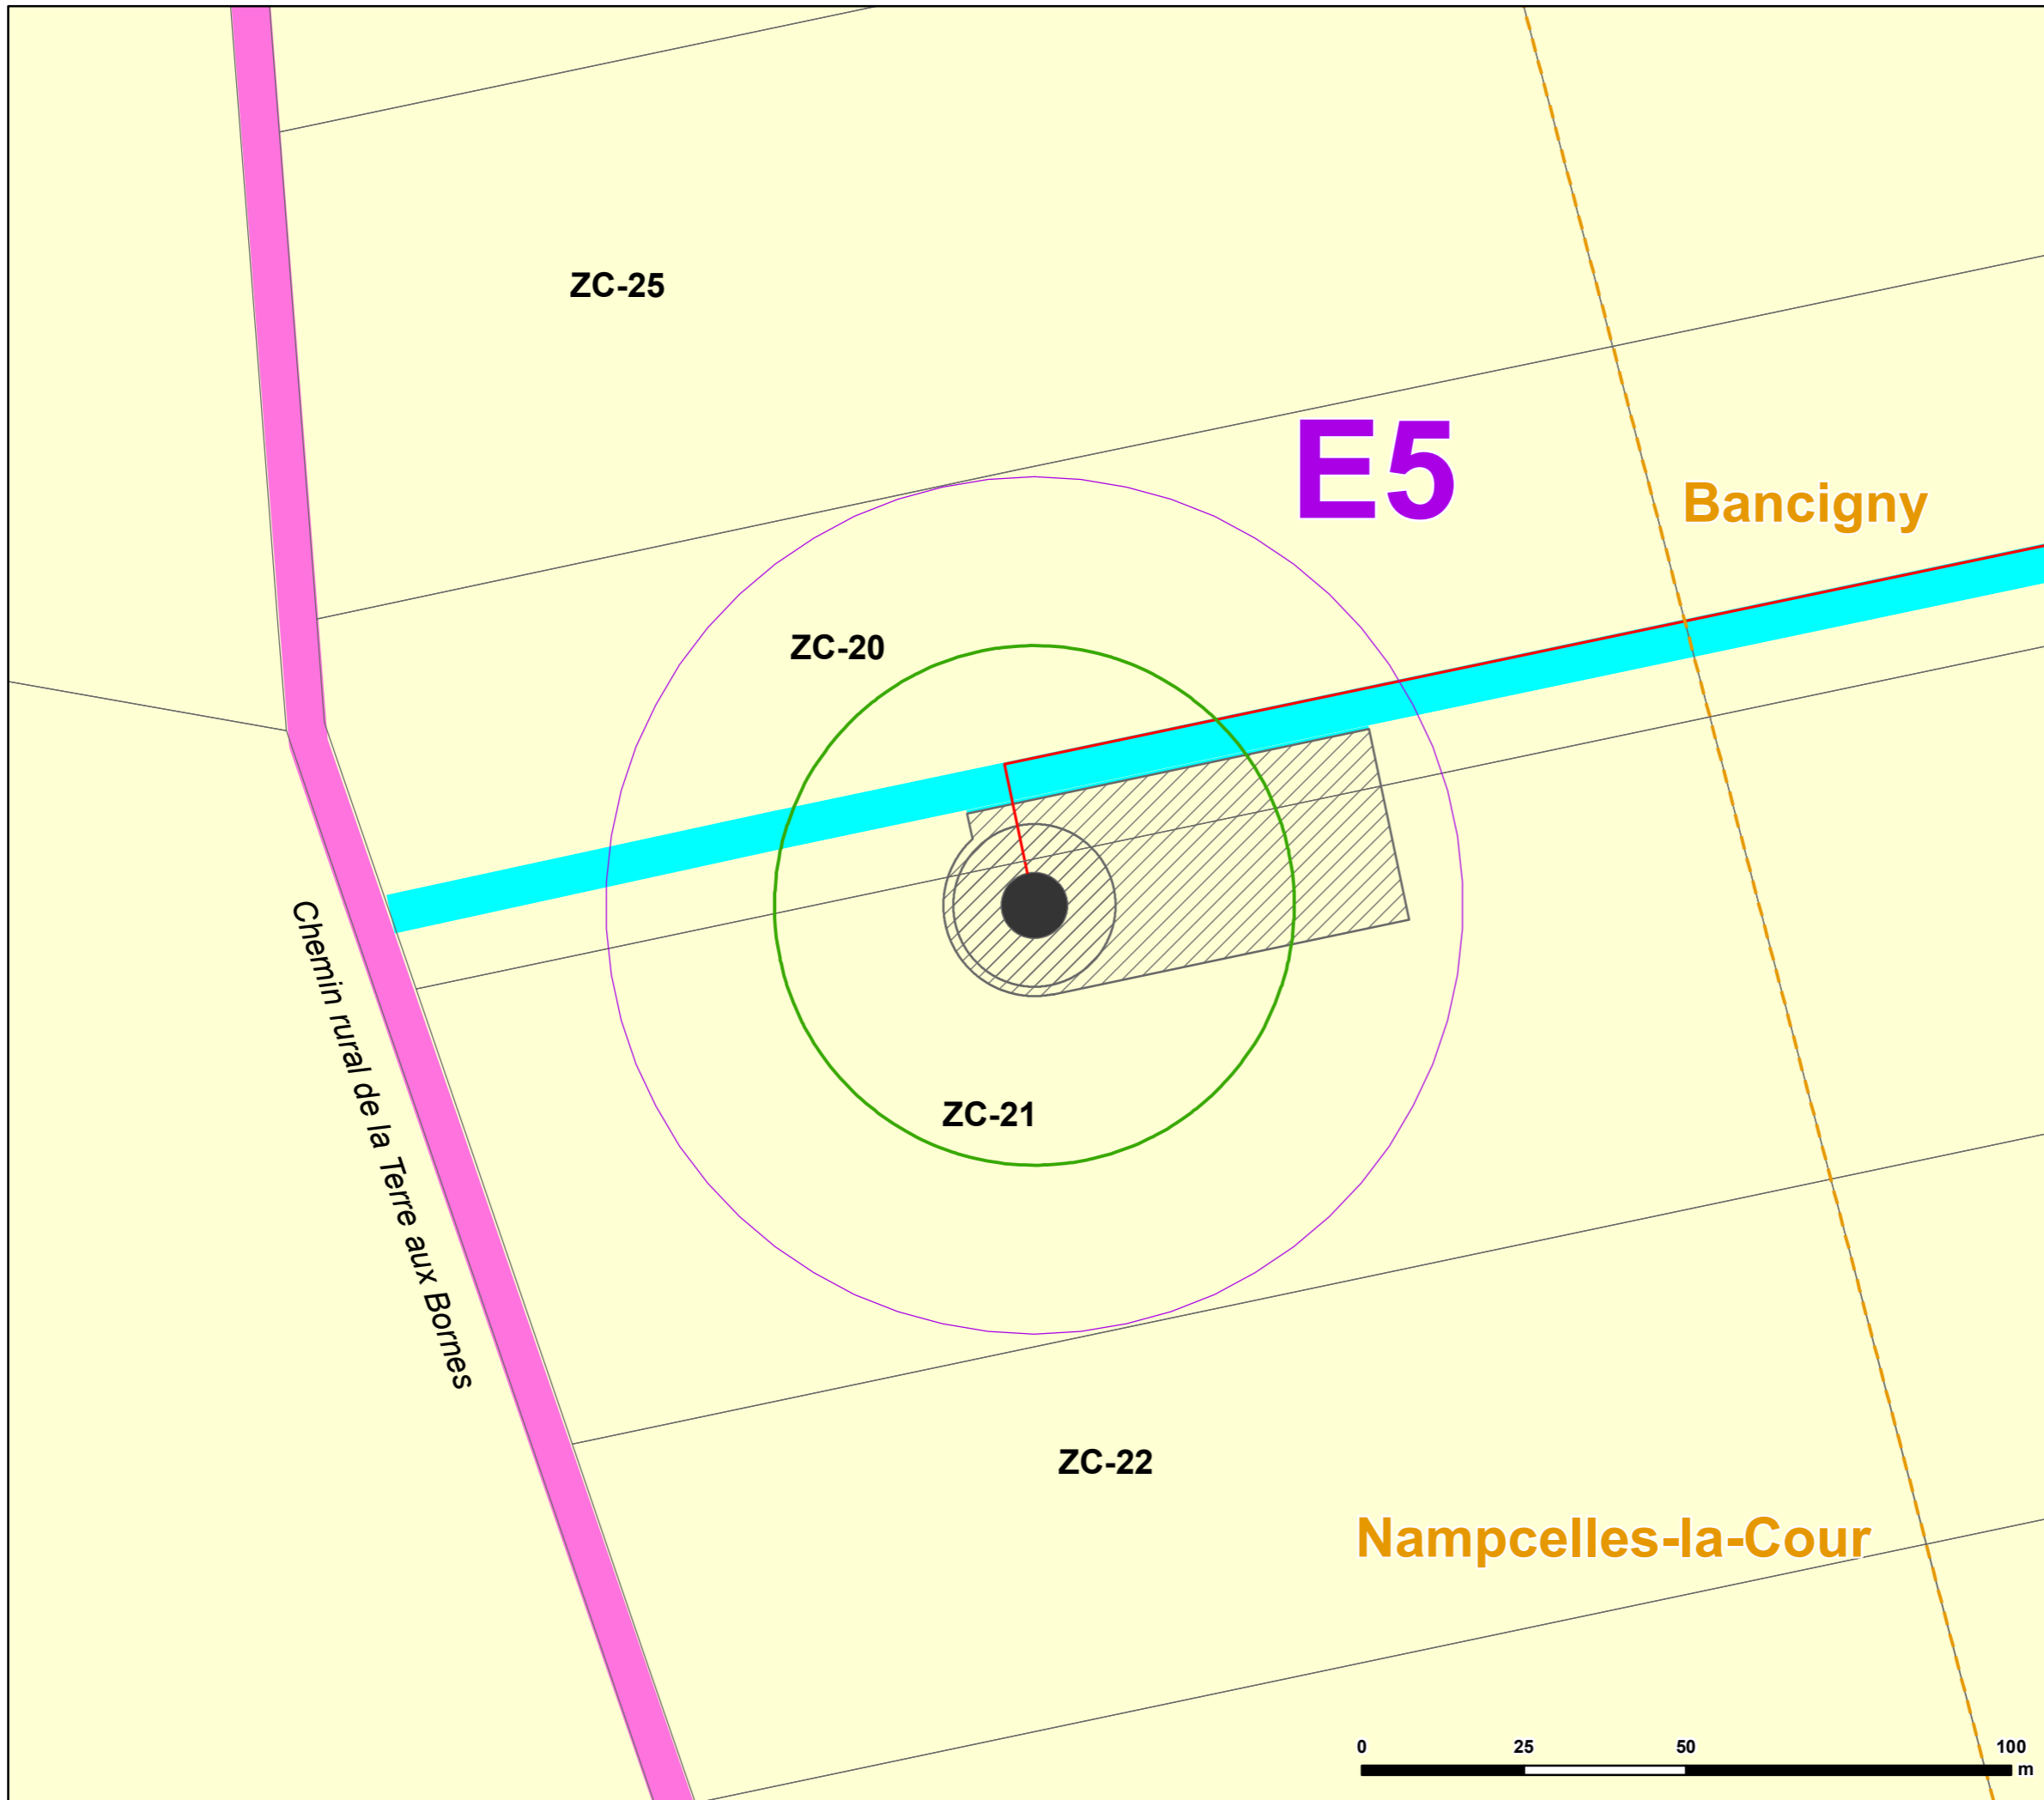 ZC-25
E5
Bancigny
ZC-20
Chemin rural de la Terre aux Bornes
ZC-21
ZC-22
Nampcelles-la-Cour
0 25 50 100
m